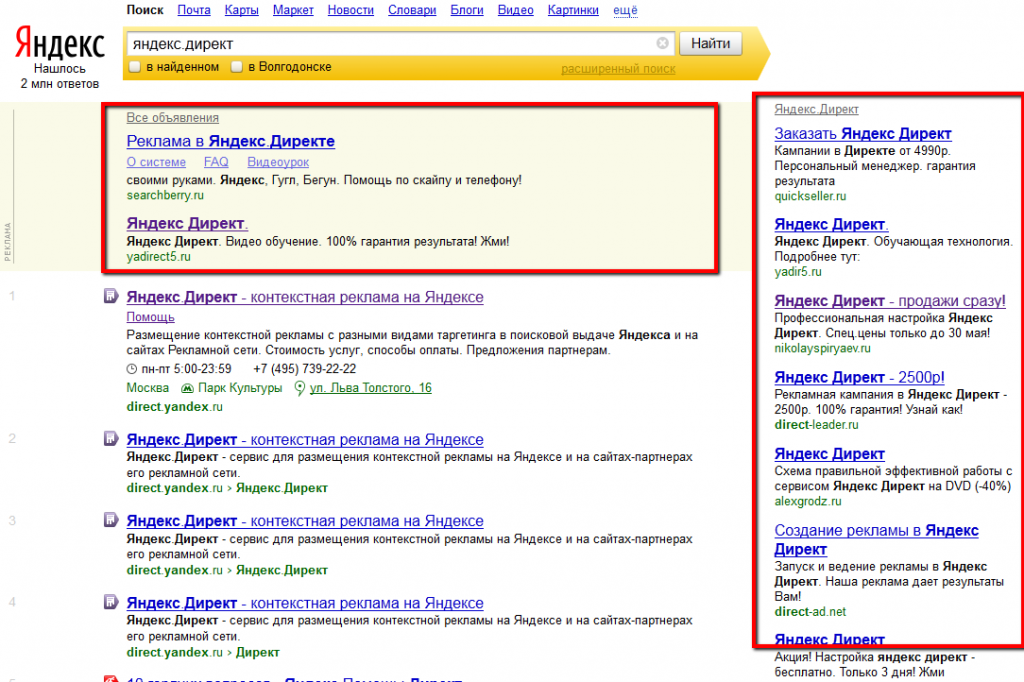 Поиск Почта Карты Маркет Новости Словари Блоги Видео Картинки ещё
Яндекс
Нашлось
2 млн ответов
яндекс.директ
Найти
в найденном в Волгодонске расширенный поиск
РЕКЛАМА
Все объявления
Реклама в Яндекс.Директе
О системе FAQ Видеоурок
своими руками. Яндекс, Гугл, Бегун. Помощь по скайпу и телефону!
searchberry.ru
Яндекс Директ.
Яндекс Директ. Видео обучение. 100% гарантия результата! Жми!
yadirect5.ru
1
Яндекс.Директ - контекстная реклама на Яндексе
Помощь
Размещение контекстной рекламы с разными видами таргетинга в поисковой выдаче Яндекса и на
сайтах Рекламной сети. Стоимость услуг, способы оплаты. Предложения партнерам.
пн-пт 5:00-23:59 +7 (495) 739-22-22
Москва Парк Культуры ул. Льва Толстого, 16
direct.yandex.ru
2
Яндекс.Директ - контекстная реклама на Яндексе
Яндекс.Директ - сервис для размещения контекстной рекламы на Яндексе и на сайтах-партнерах
его рекламной сети.
direct.yandex.ru › Яндекс.Директ
3
Яндекс.Директ - контекстная реклама на Яндексе
Яндекс.Директ - сервис для размещения контекстной рекламы на Яндексе и на сайтах-партнерах
его рекламной сети.
direct.yandex.ru › Яндекс.Директ
4
Яндекс.Директ - контекстная реклама на Яндексе
Яндекс.Директ - сервис для размещения контекстной рекламы на Яндексе и на сайтах-партнерах
его рекламной сети.
direct.yandex.ru › Директ
Яндекс.Директ
Заказать Яндекс Директ
Кампании в Директе от 4990р.
Персональный менеджер. гарантия
результата
quickseller.ru
Яндекс Директ.
Яндекс Директ. Обучающая технология.
Подробнее тут:
yadir5.ru
Яндекс Директ - продажи сразу!
Профессиональная настройка Яндекс
Директ. Спец.цены только до 30 мая!
nikolayspiryaev.ru
Яндекс Директ - 2500р!
Рекламная кампания в Яндекс Директ -
2500р. 100% гарантия! Узнай как!
direct-leader.ru
Яндекс Директ
Схема правильной эффективной работы с
сервисом Яндекс Директ на DVD (-40%)
alexgrodz.ru
Создание рекламы в Яндекс
Директ
Запуск и ведение рекламы в Яндекс
Директ. Наша реклама дает результаты
Вам!
direct-ad.net
Яндекс Директ
Акция! Настройка яндекс директ -
бесплатно. Только 3 дня! Жми